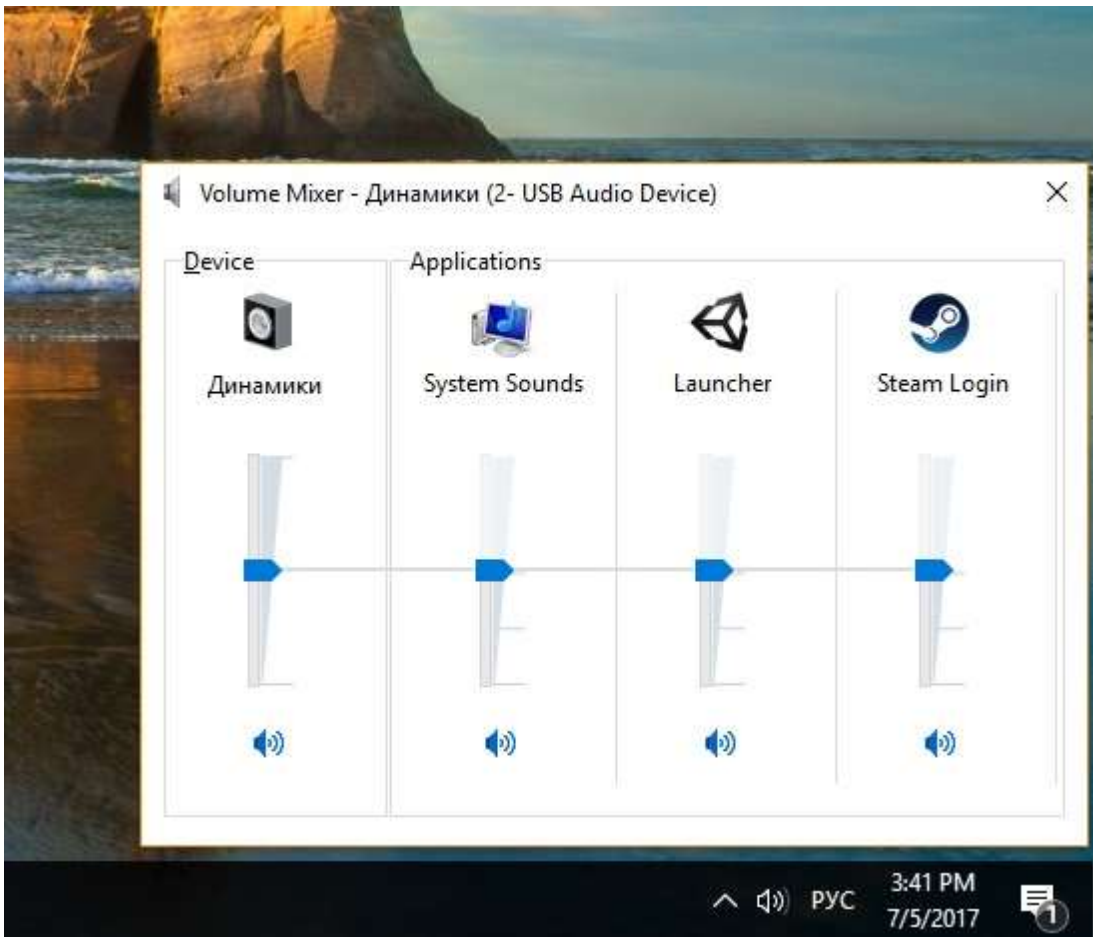 Volume Mixer - Динамики (2- USB Audio Device)
Device
Applications
Динамики
System Sounds
Launcher
Steam Login
РУС
3:41 PM
7/5/2017
1